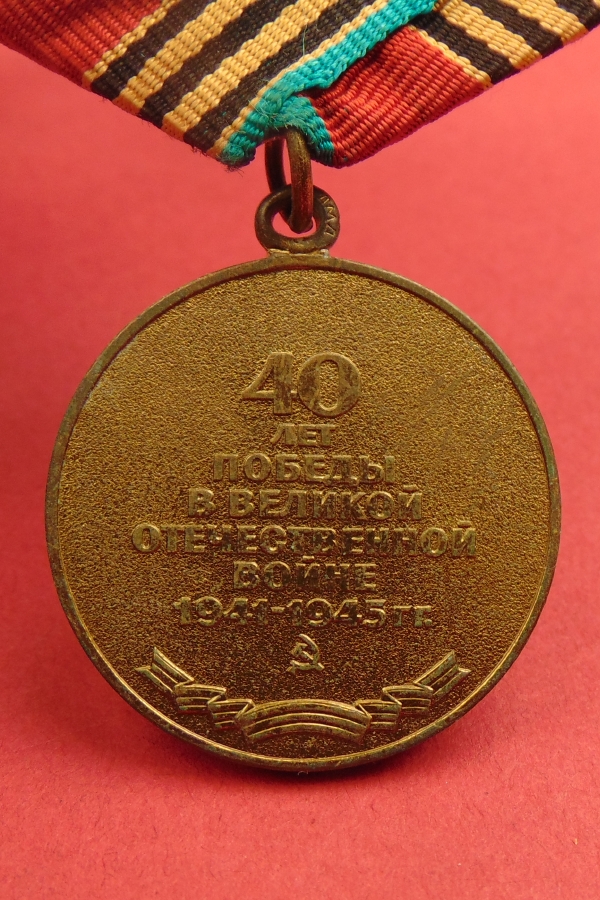 40
ЛЕТ
ПОБЕДЫ
В ВЕЛИКОЙ
ОТЕЧЕСТВЕННОЙ
ВОЙНЕ
1941-1945 ГГ.